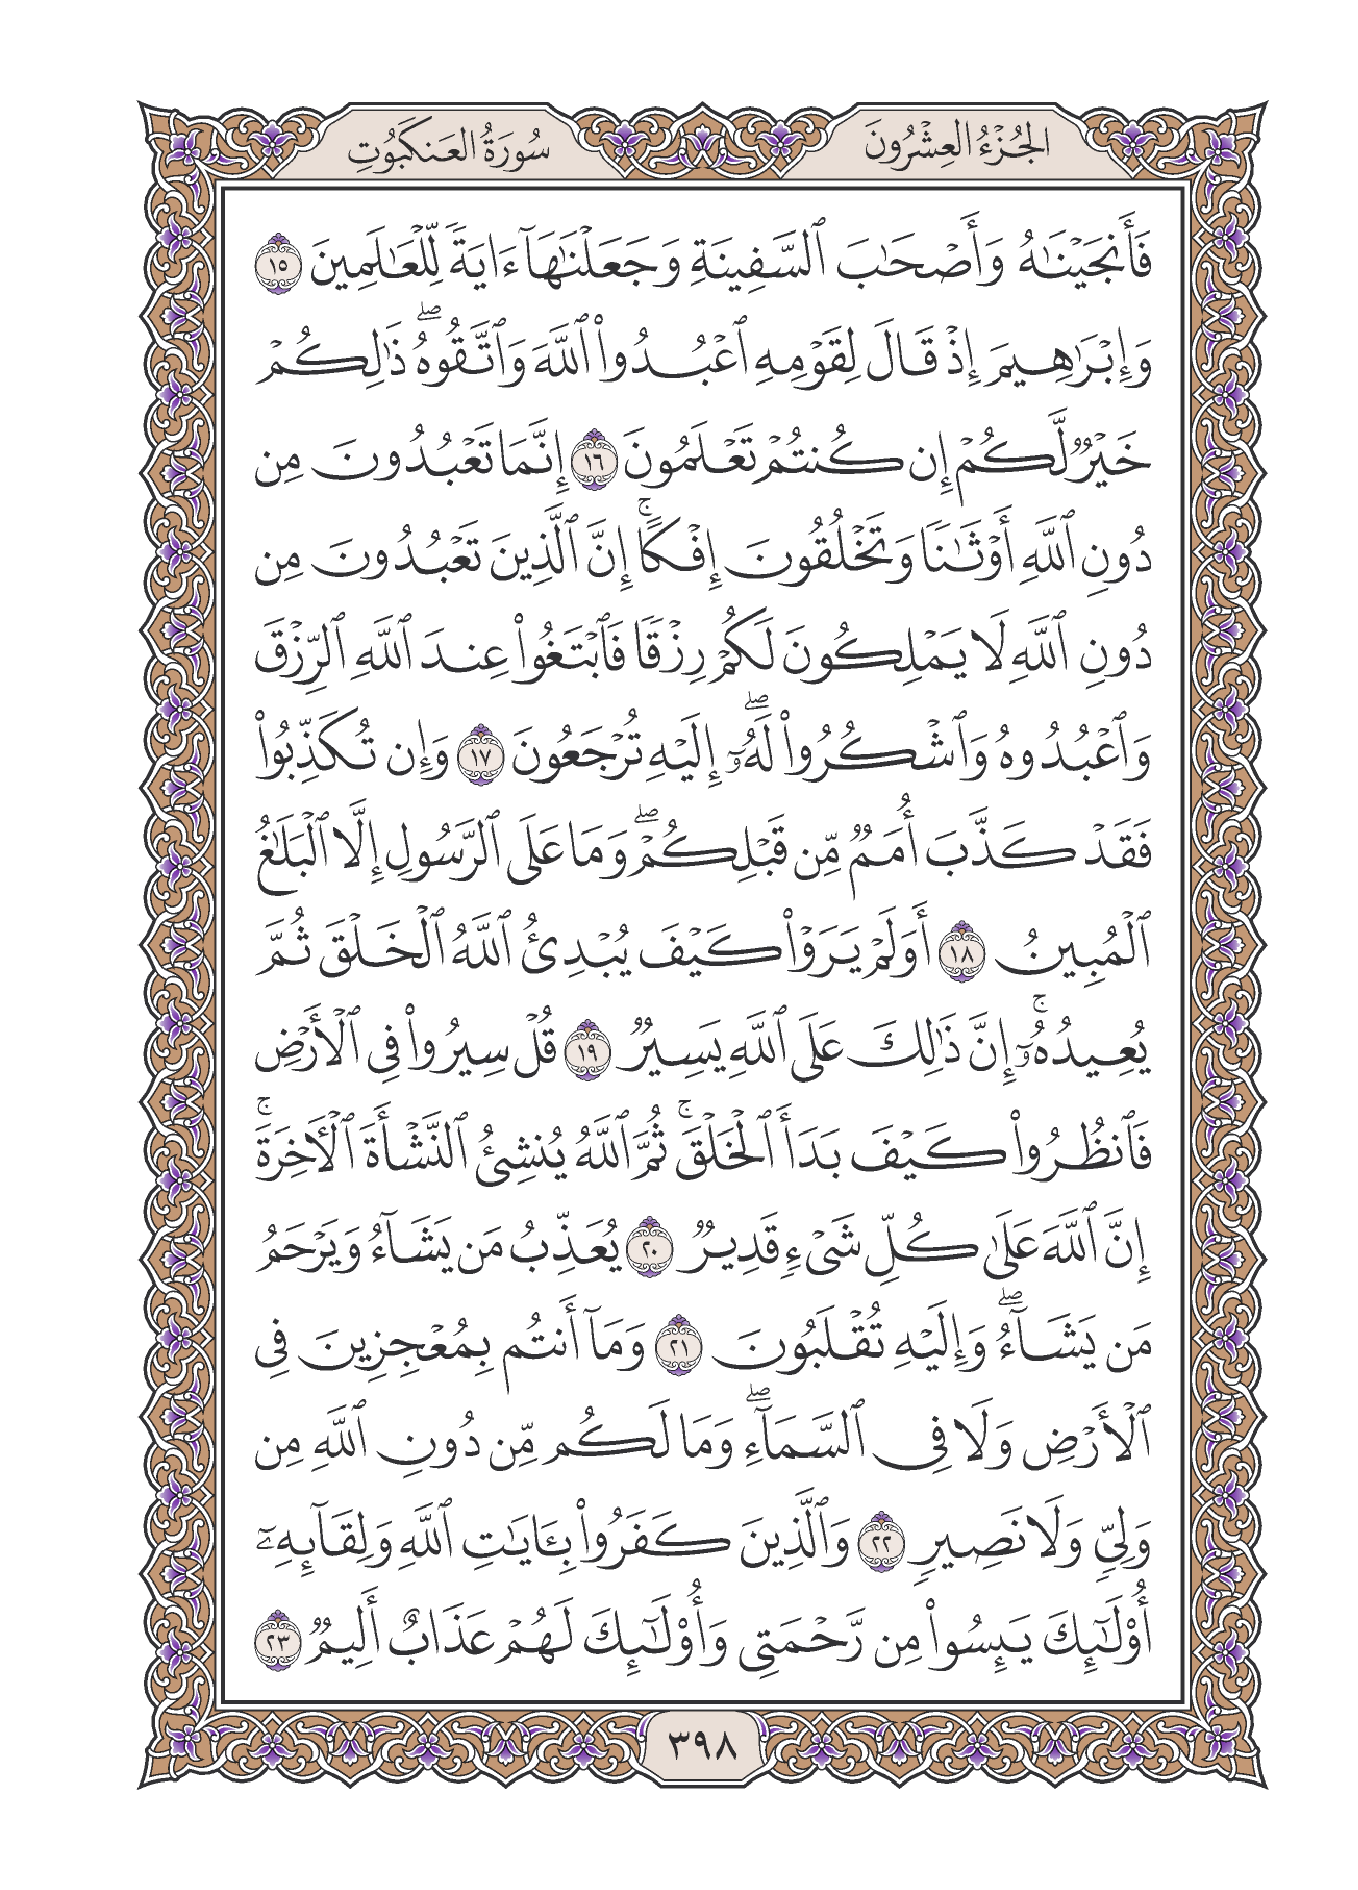 الجُزْءُ العِشْرُونَ
سُورَةُ العَنكَبُوتِ
فَأَنجَيْنَٰهُ وَأَصْحَٰبَ ٱلسَّفِينَةِ وَجَعَلْنَٰهَآ ءَايَةً لِّلْعَٰلَمِينَ ١٥
وَإِبْرَٰهِيمَ إِذْ قَالَ لِقَوْمِهِ ٱعْبُدُوا۟ ٱللَّهَ وَٱتَّقُوهُ ۖ ذَٰلِكُمْ
خَيْرٌ لَّكُمْ إِن كُنتُمْ تَعْلَمُونَ ١٦ إِنَّمَا تَعْبُدُونَ مِن
دُونِ ٱللَّهِ أَوْثَٰنًا وَتَخْلُقُونَ إِفْكًا ۚ إِنَّ ٱلَّذِينَ تَعْبُدُونَ مِن
دُونِ ٱللَّهِ لَا يَمْلِكُونَ لَكُمْ رِزْقًا فَٱبْتَغُوا۟ عِندَ ٱللَّهِ ٱلرِّزْقَ
وَٱعْبُدُوهُ وَٱشْكُرُوا۟ لَهُۥٓ ۖ إِلَيْهِ تُرْجَعُونَ ١٧ وَإِن تُكَذِّبُوا۟
فَقَدْ كَذَّبَ أُمَمٌ مِّن قَبْلِكُمْ ۖ وَمَا عَلَى ٱلرَّسُولِ إِلَّا ٱلْبَلَٰغُ
ٱلْمُبِينُ ١٨ أَوَلَمْ يَرَوْا۟ كَيْفَ يُبْدِئُ ٱللَّهُ ٱلْخَلْقَ ثُمَّ
يُعِيدُهُۥٓ ۚ إِنَّ ذَٰلِكَ عَلَى ٱللَّهِ يَسِيرٌ ١٩ قُلْ سِيرُوا۟ فِى ٱلْأَرْضِ
فَٱنظُرُوا۟ كَيْفَ بَدَأَ ٱلْخَلْقَ ۚ ثُمَّ ٱللَّهُ يُنشِئُ ٱلنَّشْأَةَ ٱلْءَاخِرَةَ ۚ
إِنَّ ٱللَّهَ عَلَىٰ كُلِّ شَىْءٍ قَدِيرٌ ٢٠ يُعَذِّبُ مَن يَشَآءُ وَيَرْحَمُ
مَن يَشَآءُ ۖ وَإِلَيْهِ تُقْلَبُونَ ٢١ وَمَآ أَنتُم بِمُعْجِزِينَ فِى
ٱلْأَرْضِ وَلَا فِى ٱلسَّمَآءِ ۖ وَمَا لَكُم مِّن دُونِ ٱللَّهِ مِن
وَلِىٍّ وَلَا نَصِيرٍ ٢٢ وَٱلَّذِينَ كَفَرُوا۟ بِـَٔايَٰتِ ٱللَّهِ وَلِقَآئِهِۦٓ
أُو۟لَٰٓئِكَ يَئِسُوا۟ مِن رَّحْمَتِى وَأُو۟لَٰٓئِكَ لَهُمْ عَذَابٌ أَلِيمٌ ٢٣
٣٩٨